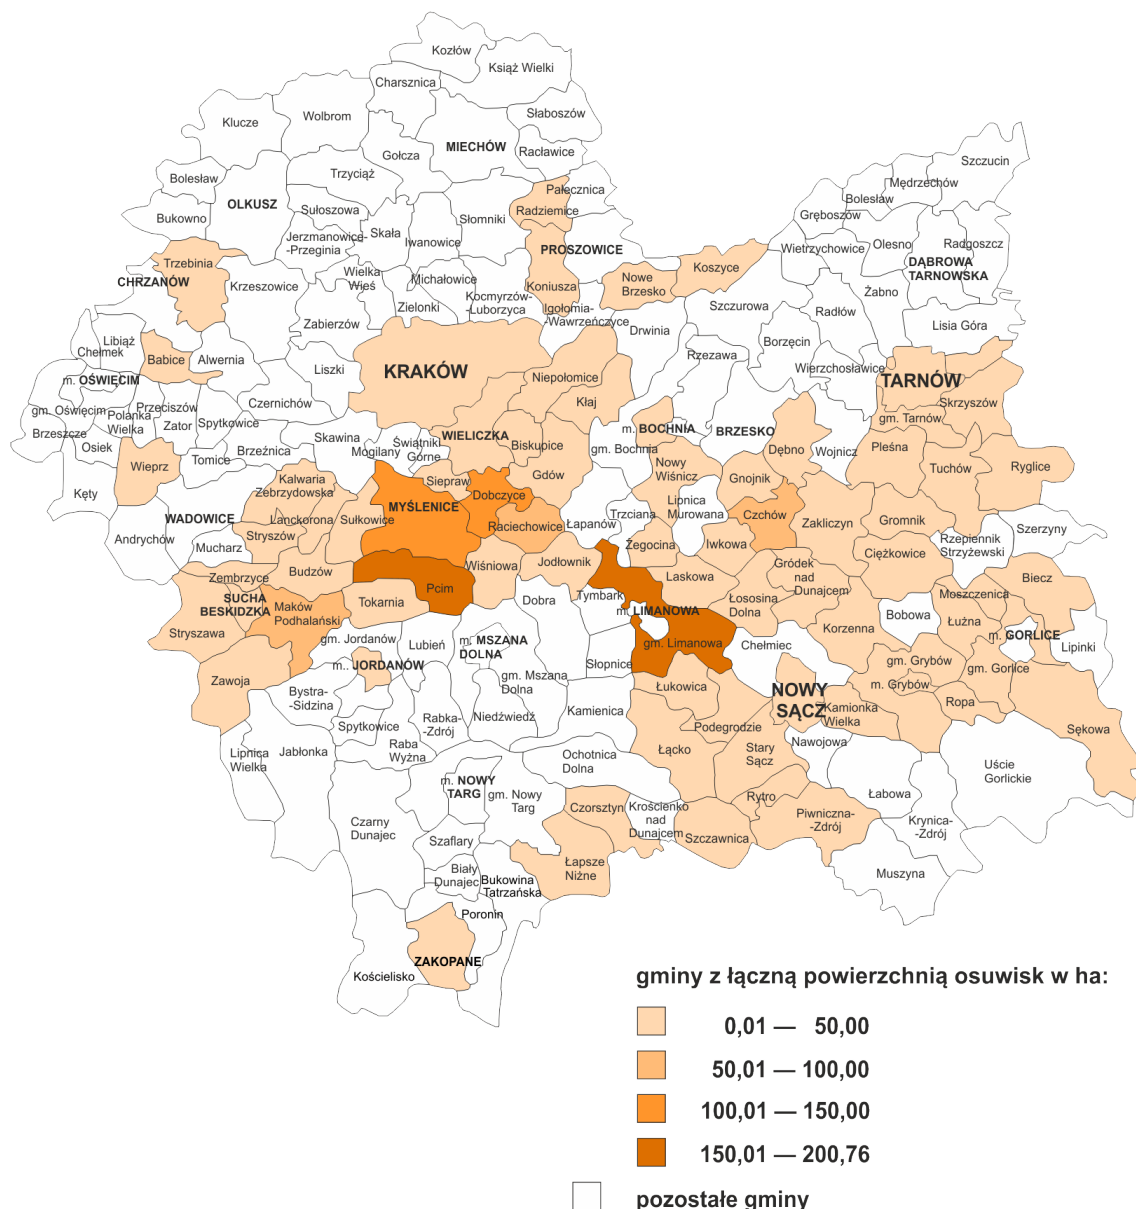 Kozłów
Książ Wielki
Charsznica
Słaboszów
Wolbrom
Klucze
MIECHÓW
Racławice
Gołcza
Szczucin
Trzyciąż
Bolesław
Mędrzechów
Pałecznica
Bolesław
OLKUSZ
Sułoszowa
Radziemice
Gręboszów
Bukowno
Słomniki
Skała
Jerzmanowice-
-Przeginia
Iwanowice
PROSZOWICE
Wietrzychowice
Olesno
Radgoszcz
Trzebinia
DĄBROWA
TARNOWSKA
Koszyce
CHRZANÓW
Wielka
Wieś
Michałowice
Nowe
Brzesko
Krzeszowice
Koniusza
Żabno
Kocmyrzów-
-Luborzyca
Zielonki
Igołomia-
-Wawrzeńczyce
Szczurowa
Radłów
Zabierzów
Drwinia
Lisia Góra
Libiąż
Chełmek
Borzęcin
Babice
Alwernia
Rzezawa
Liszki
KRAKÓW
Wierzchosławice
m. OŚWIĘCIM
Niepołomice
TARNÓW
Kłaj
Skrzyszów
Czernichów
Przeciszów
gm. Oświęcim
Polanka
Wielka
gm. Tarnów
Zator
Spytkowice
Brzeszcze
m. BOCHNIA
BRZESKO
Skawina
WIELICZKA
Osiek
Świątniki
Górne
Biskupice
Mogilany
gm. Bochnia
Dębno
Wojnicz
Pleśna
Brzeźnica
Tomice
Wieprz
Nowy
Wiśnicz
Tuchów
Ryglice
Gdów
Kalwaria
Zebrzydowska
Gnojnik
Siepraw
Kęty
Dobczyce
Lipnica
Murowana
MYŚLENICE
Trzciana
Czchów
WADOWICE
Lanckorona
Sułkowice
Raciechowice
Łapanów
Zakliczyn
Gromnik
Szerzyny
Stryszów
Andrychów
Rzepiennik
Strzyżewski
Mucharz
Żegocina
Iwkowa
Ciężkowice
Wiśniowa
Jodłownik
Gródek
nad
Dunajcem
Budzów
Zembrzyce
Laskowa
Biecz
Pcim
Moszczenica
SUCHA
BESKIDZKA
Tymbark
Łososina
Dolna
Maków
Podhalański
Tokarnia
Dobra
m. LIMANOWA
Bobowa
Łużna
Stryszawa
Korzenna
m. GORLICE
gm. Jordanów
Lubień
m. MSZANA
DOLNA
gm. Limanowa
Chełmiec
Lipinki
m.. JORDANÓW
Słopnice
gm. Grybów
gm. Gorlice
Zawoja
gm. Mszana
Dolna
Łukowica
m. Grybów
NOWY
SĄCZ
Bystra-
-Sidzina
Ropa
Kamionka
Wielka
Kamienica
Niedźwiedź
Rabka-
-Zdrój
Spytkowice
Podegrodzie
Sękowa
Nawojowa
Raba
Wyżna
Lipnica
Wielka
Jabłonka
Łącko
Stary
Sącz
Ochotnica
Dolna
Uście
Gorlickie
m. NOWY
TARG
gm. Nowy
Targ
Rytro
Łabowa
Czorsztyn
Krościenko
nad
Dunajcem
Piwniczna-
-Zdrój
Czarny
Dunajec
Krynica-
-Zdrój
Szczawnica
Szaflary
Łapsze
Niżne
Biały
Dunajec
Muszyna
Bukowina
Tatrzańska
Poronin
ZAKOPANE
Kościelisko
gminy z łączną powierzchnią osuwisk w ha:
0,01 — 50,00
50,01 — 100,00
100,01 — 150,00
150,01 — 200,76
pozostałe gminy